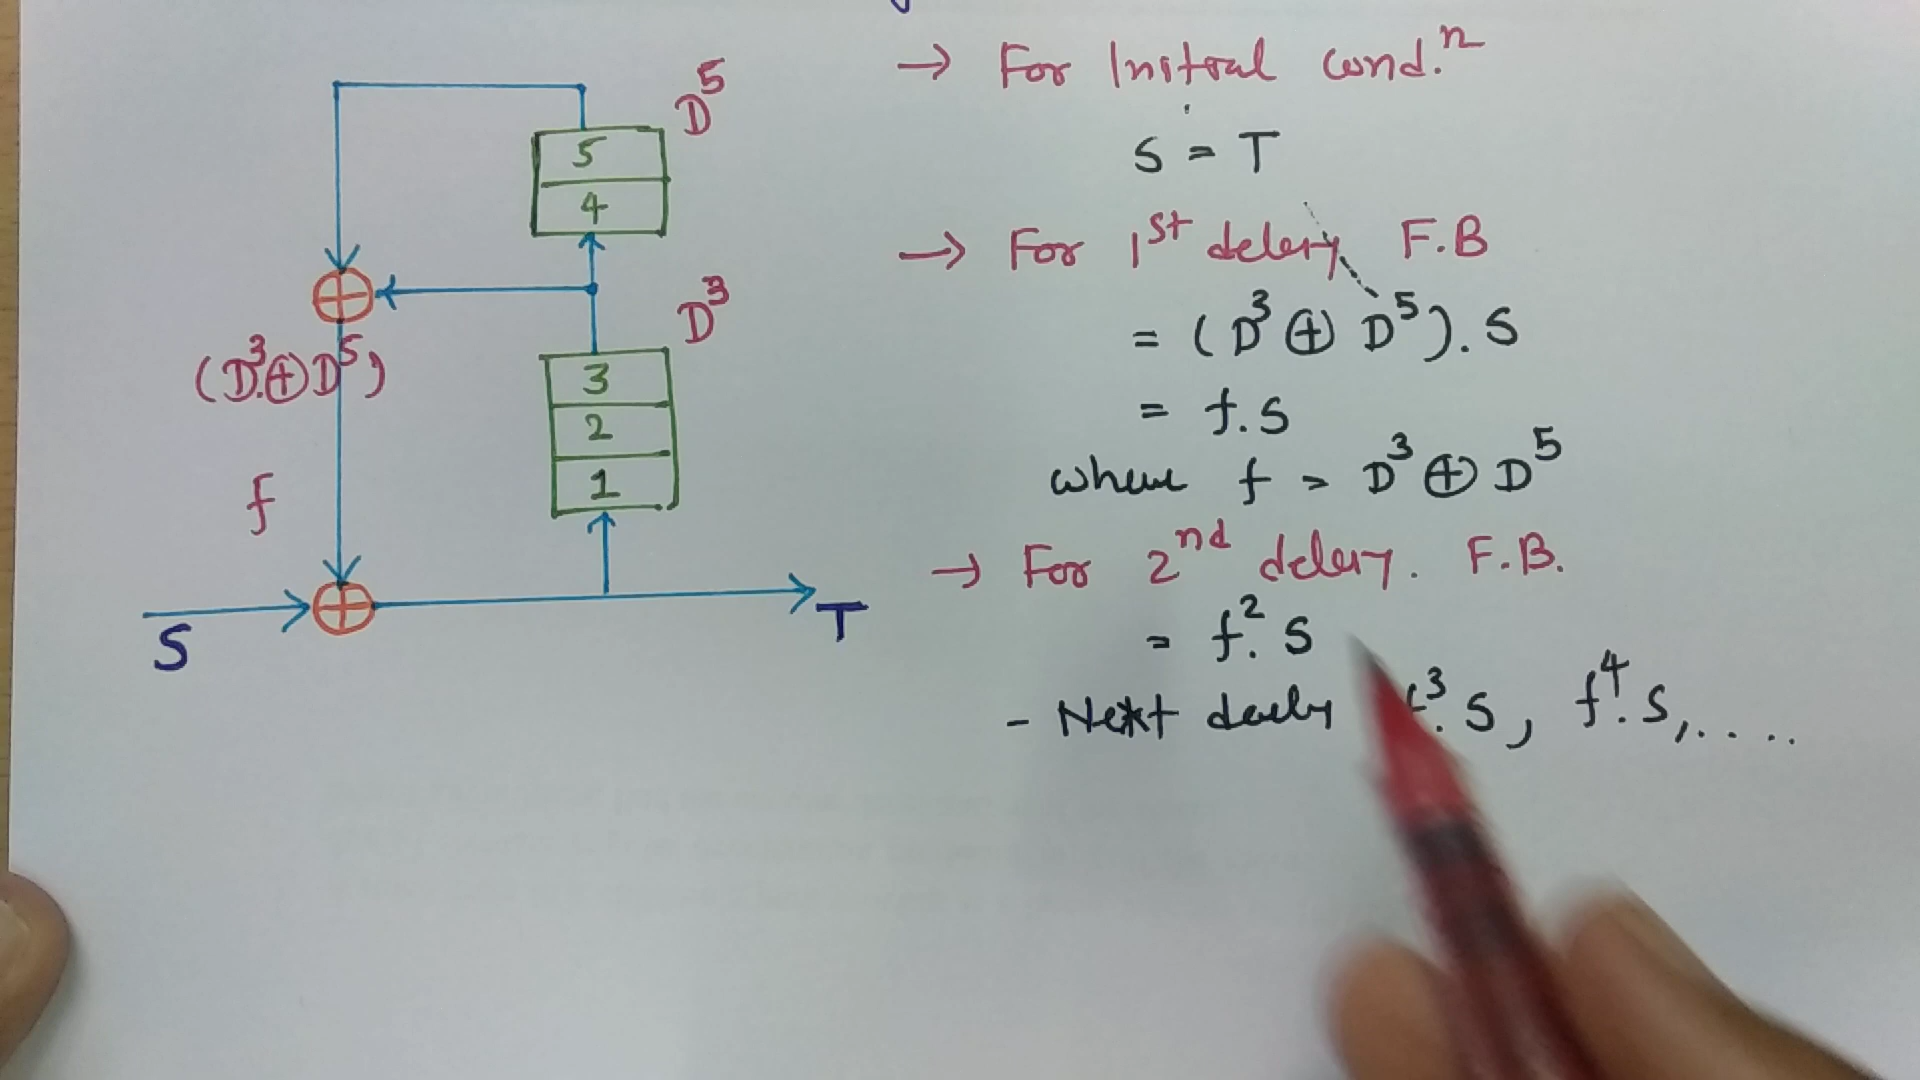 D⁵
5
4
D³
(D³⊕D⁵)
3
2
1
f
S
T
→ For Initial cond.ⁿ
S = T
→ For 1st delay F.B
= (D³ ⊕ D⁵). S
= f.S
where f = D³ ⊕ D⁵
→ For 2nd delay. F.B.
= f². S
- Next daely f³. S, f⁴. S, . . . .